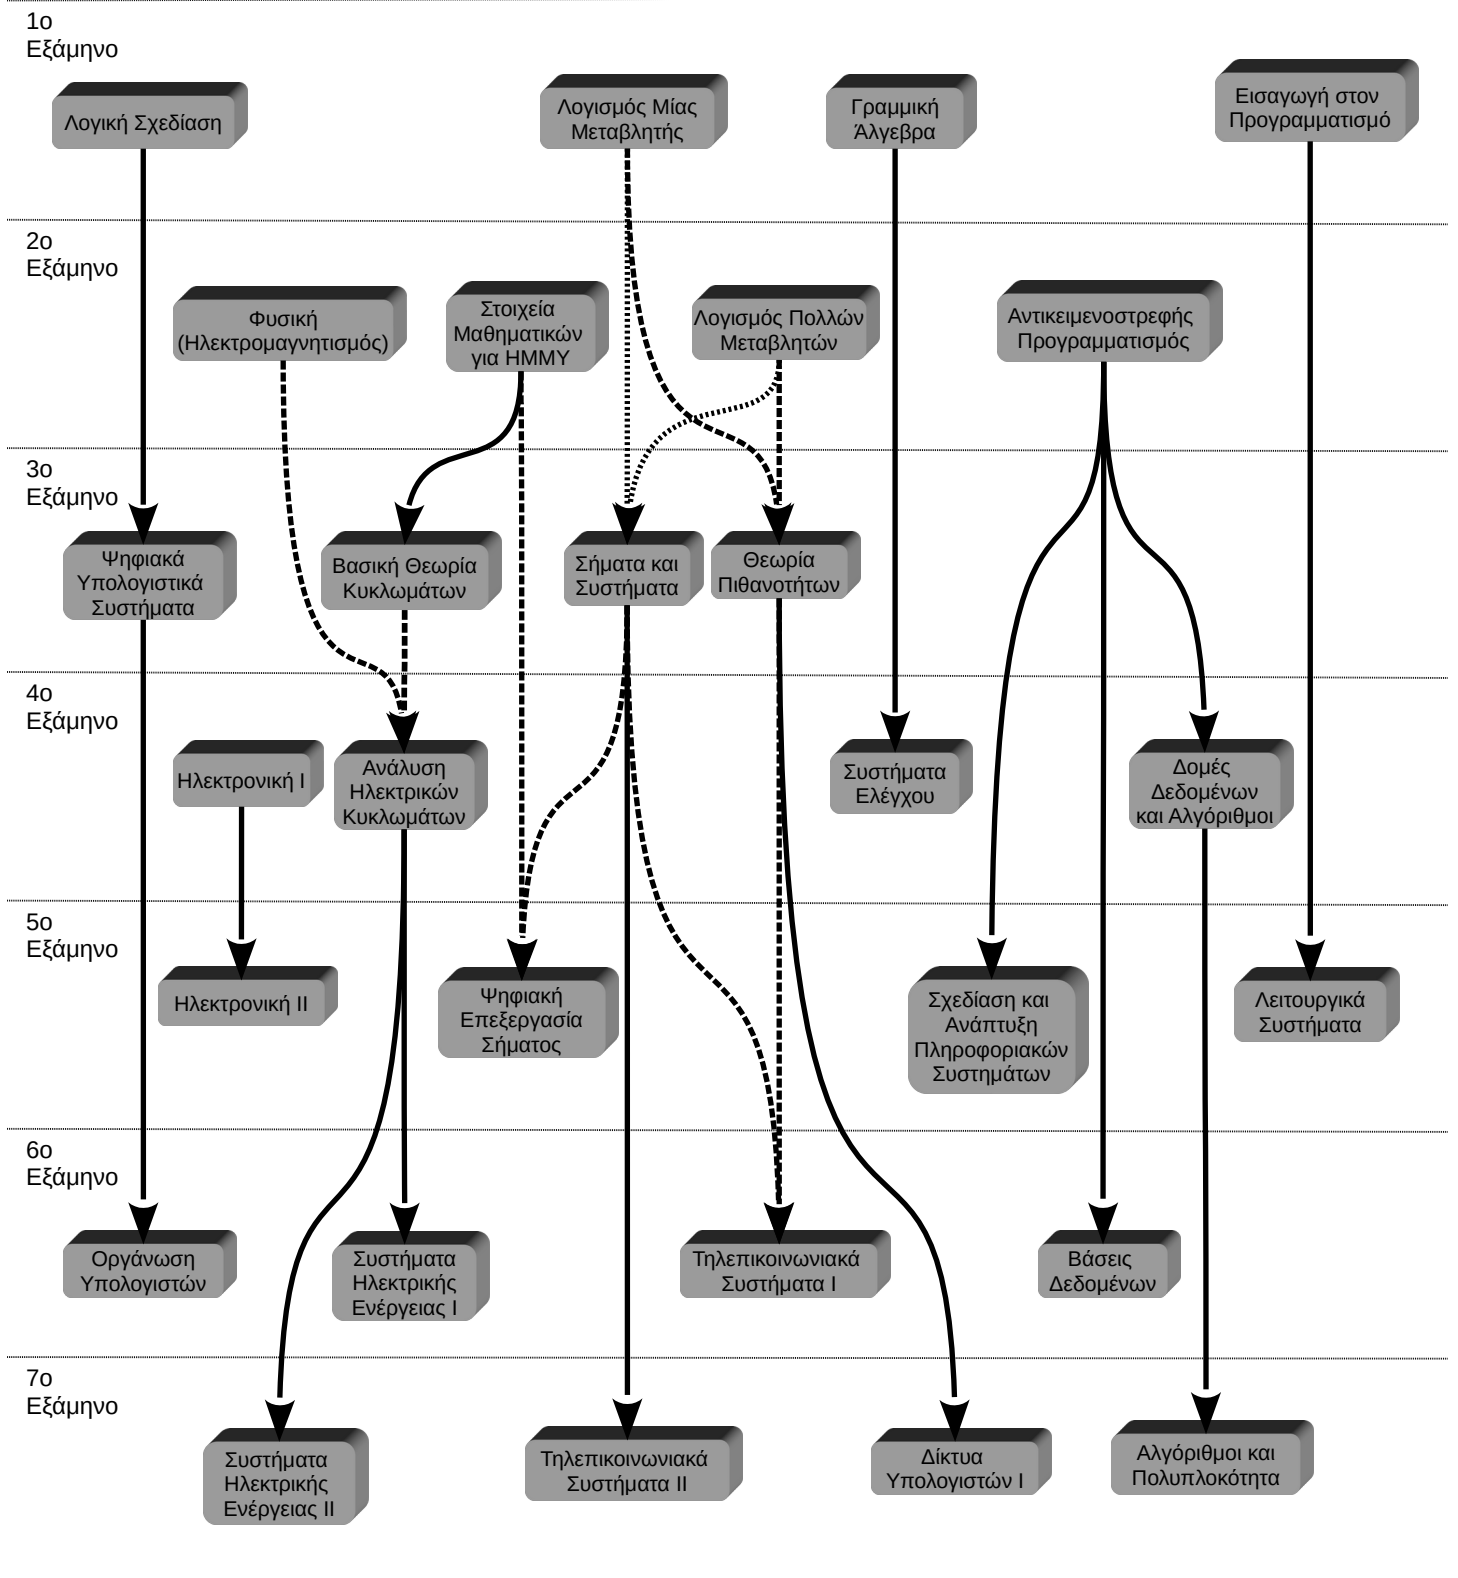 1ο
Εξάμηνο
Λογική Σχεδίαση
Λογισμός Μίας
Μεταβλητής
Γραμμική
Άλγεβρα
Εισαγωγή στον
Προγραμματισμό
2ο
Εξάμηνο
Φυσική
(Ηλεκτρομαγνητισμός)
Στοιχεία
Μαθηματικών
για ΗΜΜΥ
Λογισμός Πολλών
Μεταβλητών
Αντικειμενοστρεφής
Προγραμματισμός
3ο
Εξάμηνο
Ψηφιακά
Υπολογιστικά
Συστήματα
Βασική Θεωρία
Κυκλωμάτων
Σήματα και
Συστήματα
Θεωρία
Πιθανοτήτων
4ο
Εξάμηνο
Ηλεκτρονική Ι
Ανάλυση
Ηλεκτρικών
Κυκλωμάτων
Συστήματα
Ελέγχου
Δομές
Δεδομένων
και Αλγόριθμοι
5ο
Εξάμηνο
Ηλεκτρονική ΙΙ
Ψηφιακή
Επεξεργασία
Σήματος
Σχεδίαση και
Ανάπτυξη
Πληροφοριακών
Συστημάτων
Λειτουργικά
Συστήματα
6ο
Εξάμηνο
Οργάνωση
Υπολογιστών
Συστήματα
Ηλεκτρικής
Ενέργειας Ι
Τηλεπικοινωνιακά
Συστήματα Ι
Βάσεις
Δεδομένων
7ο
Εξάμηνο
Συστήματα
Ηλεκτρικής
Ενέργειας ΙΙ
Τηλεπικοινωνιακά
Συστήματα ΙΙ
Δίκτυα
Υπολογιστών Ι
Αλγόριθμοι και
Πολυπλοκότητα